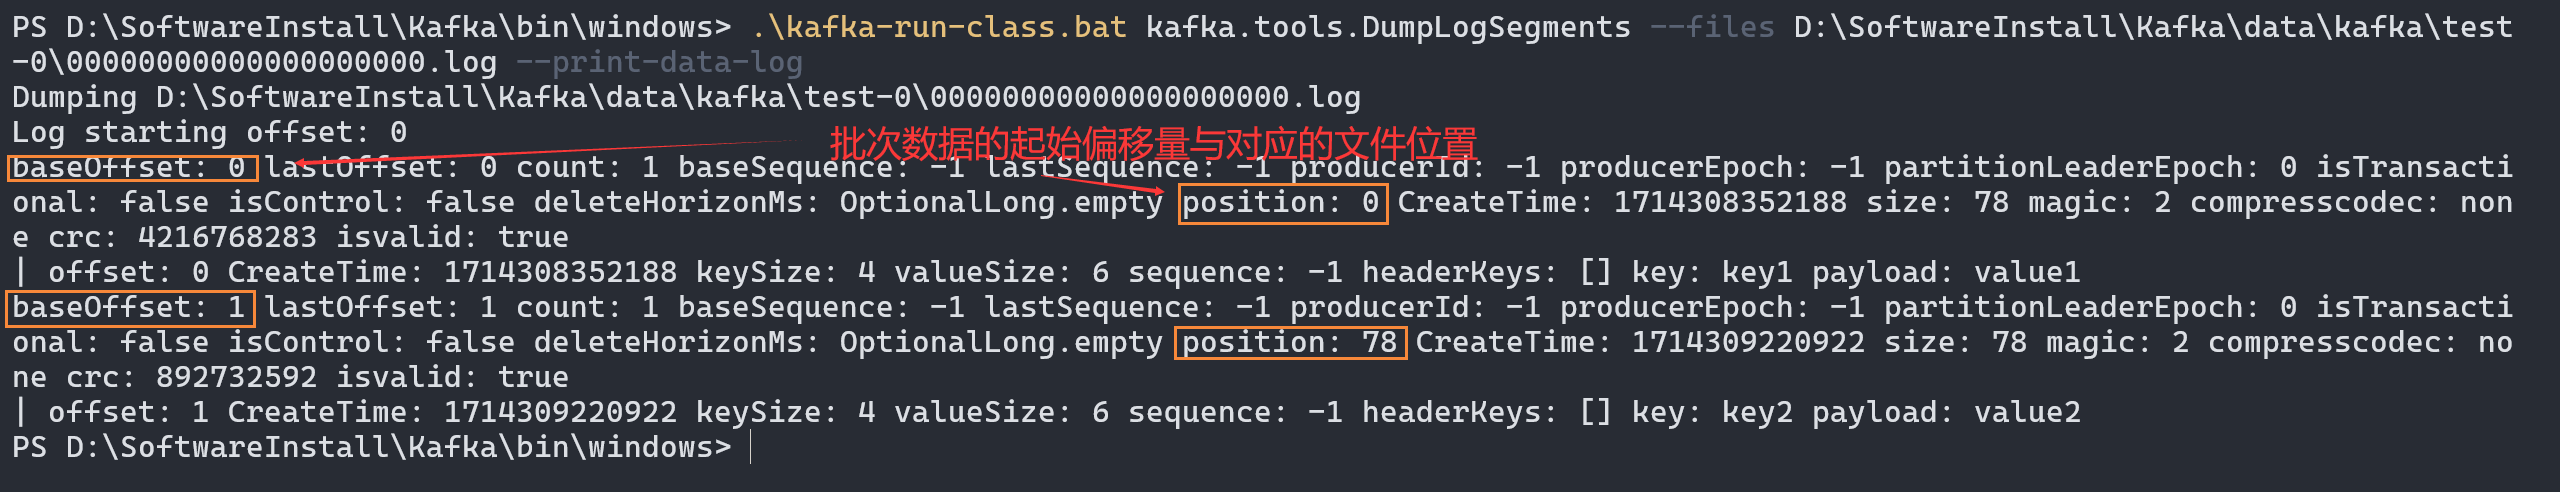 PS D:\SoftwareInstall\Kafka\bin\windows> .\kafka-run-class.bat kafka.tools.DumpLogSegments --files D:\SoftwareInstall\Kafka\data\kafka\test
-0\00000000000000000000.log --print-data-log
Dumping D:\SoftwareInstall\Kafka\data\kafka\test-0\00000000000000000000.log
Log starting offset: 0
批次数据的起始偏移量与对应的文件位置
baseOffset: 0 lastOffset: 0 count: 1 baseSequence: -1 lastSequence: -1 producerId: -1 producerEpoch: -1 partitionLeaderEpoch: 0 isTransacti
onal: false isControl: false deleteHorizonMs: OptionalLong.empty position: 0 CreateTime: 1714308352188 size: 78 magic: 2 compresscodec: non
e crc: 4216768283 isvalid: true
| offset: 0 CreateTime: 1714308352188 keySize: 4 valueSize: 6 sequence: -1 headerKeys: [] key: key1 payload: value1
baseOffset: 1 lastOffset: 1 count: 1 baseSequence: -1 lastSequence: -1 producerId: -1 producerEpoch: -1 partitionLeaderEpoch: 0 isTransacti
onal: false isControl: false deleteHorizonMs: OptionalLong.empty position: 78 CreateTime: 1714309220922 size: 78 magic: 2 compresscodec: no
ne crc: 892732592 isvalid: true
| offset: 1 CreateTime: 1714309220922 keySize: 4 valueSize: 6 sequence: -1 headerKeys: [] key: key2 payload: value2
PS D:\SoftwareInstall\Kafka\bin\windows>